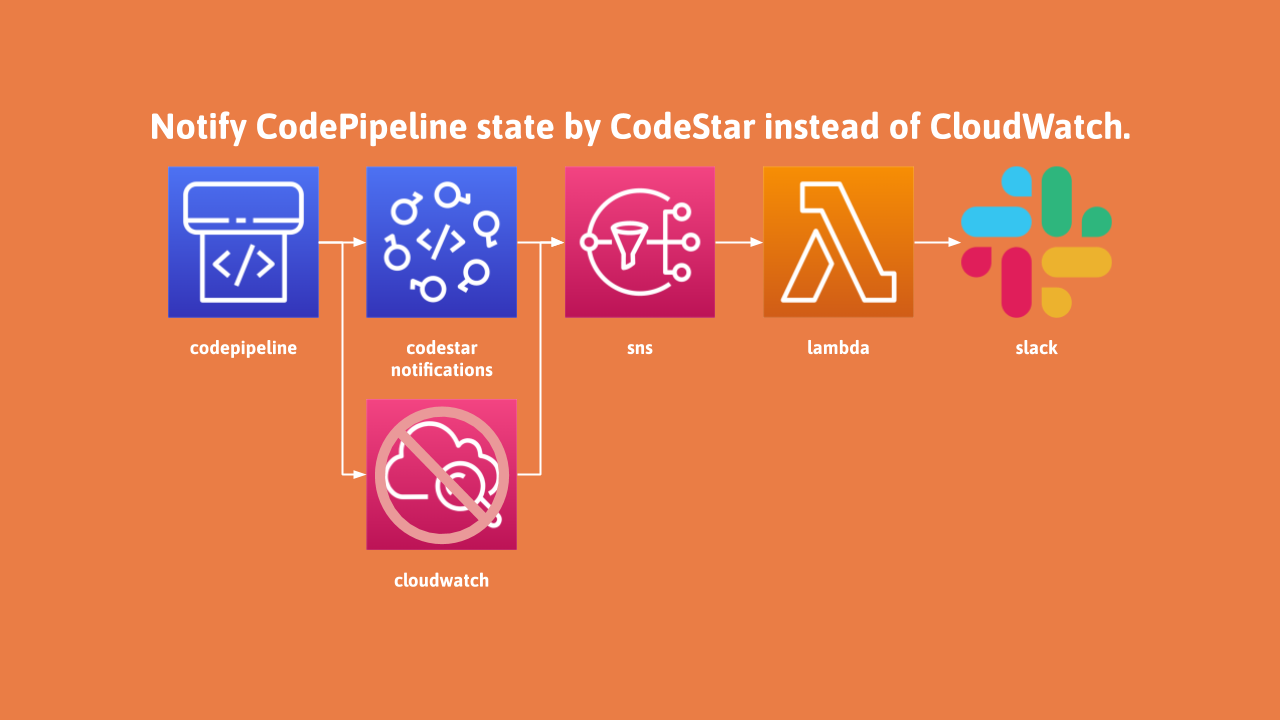 Notify CodePipeline state by CodeStar instead of CloudWatch.
</>
</>
codepipeline
codestar
notifications
sns
lambda
slack
cloudwatch